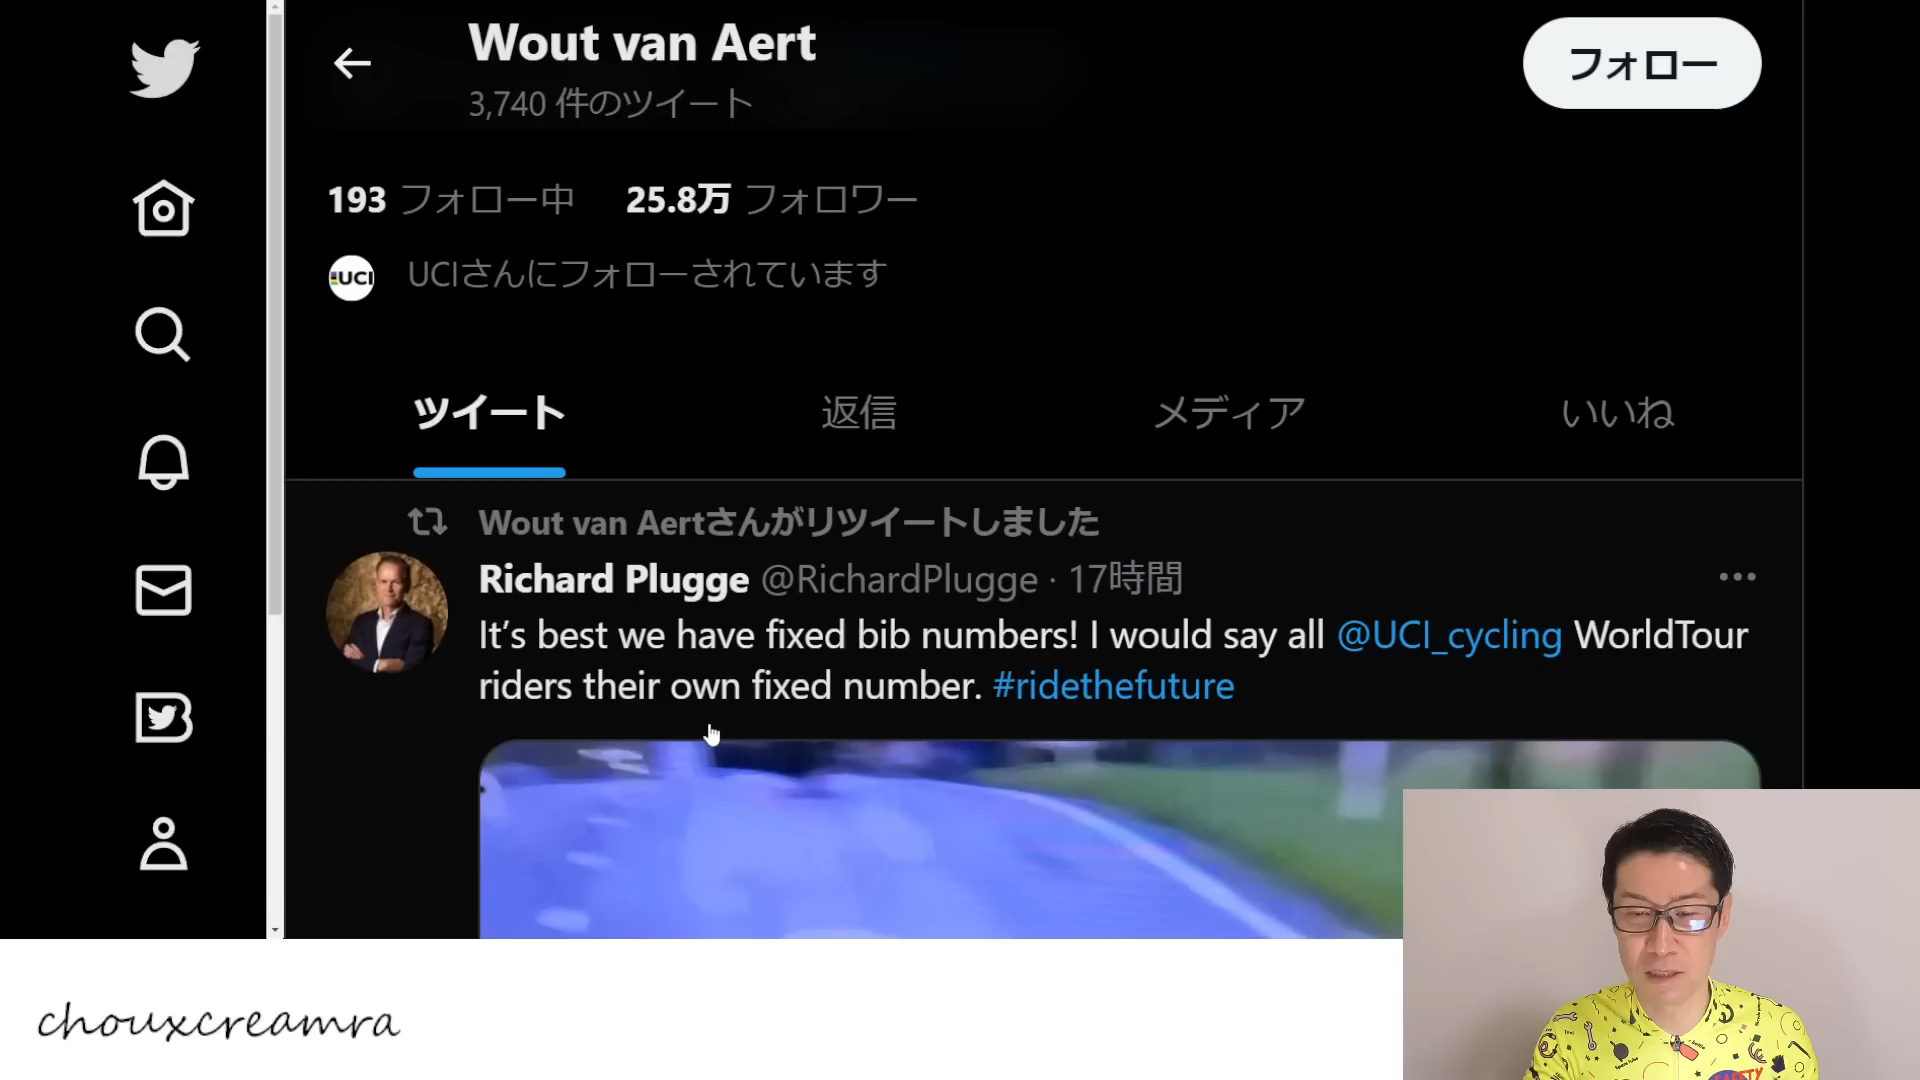 Wout van Aert
3,740 件のツイート
フォロー
193 フォロー中 25.8万 フォロワー
UCI
UCIさんにフォローされています
ツイート 返信 メディア いいね
Wout van Aertさんがリツイートしました
Richard Plugge @RichardPlugge · 17時間
It’s best we have fixed bib numbers! I would say all @UCI_cycling WorldTour
riders their own fixed number. #ridethefuture
chouxcreamra
SAFETY